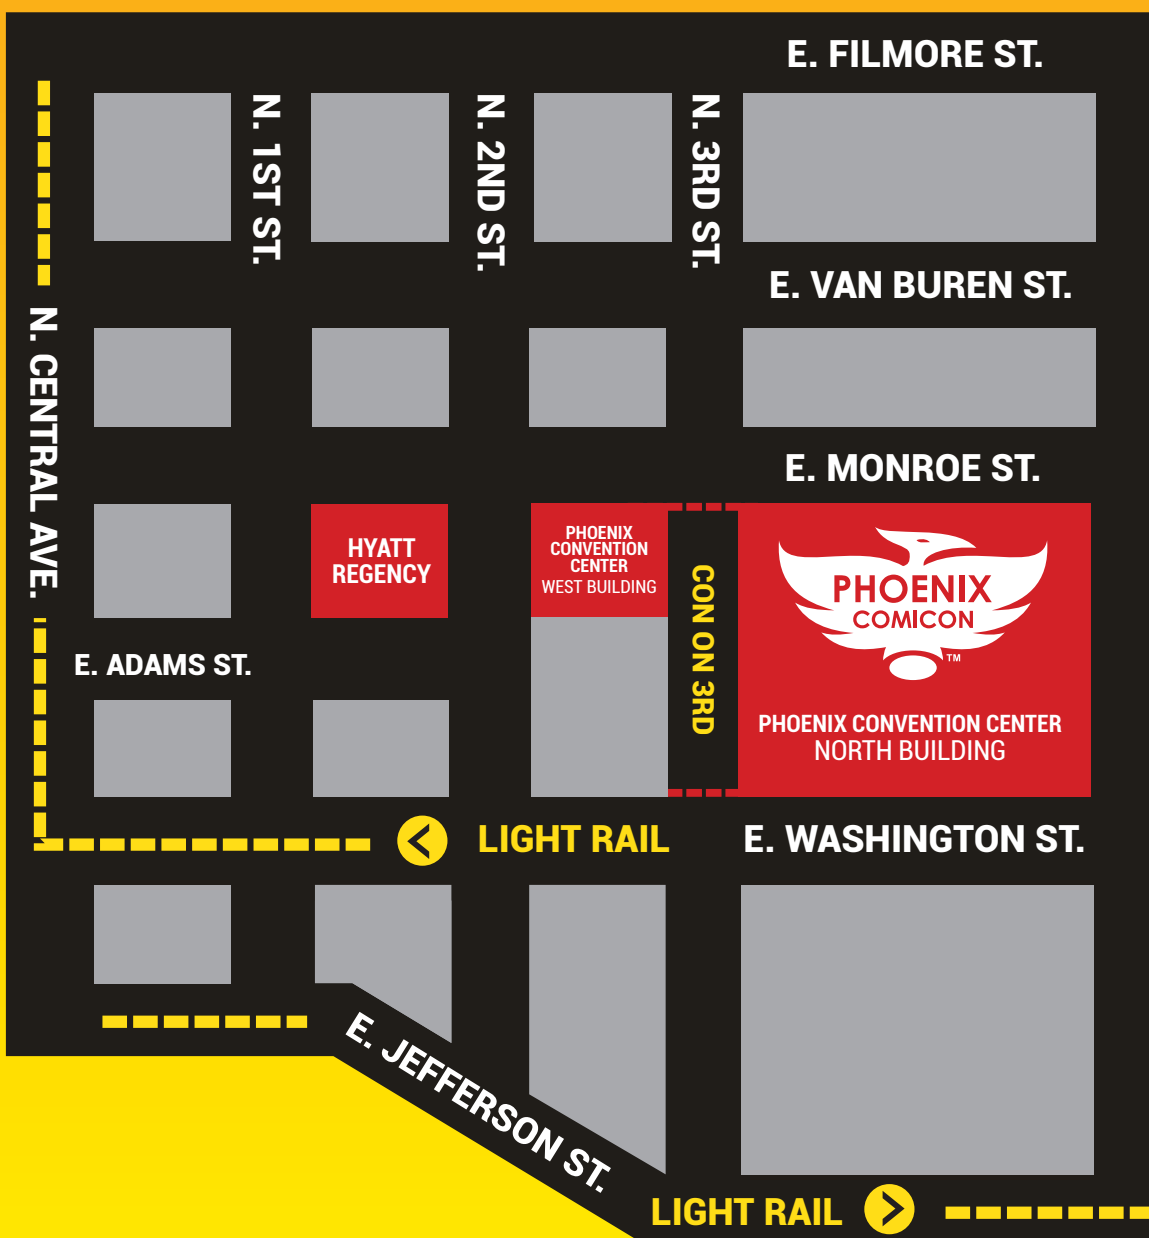 E. FILMORE ST.
N. 1ST ST.
N. 2ND ST.
N. 3RD ST.
E. VAN BUREN ST.
N. CENTRAL AVE.
E. MONROE ST.
HYATT
REGENCY
PHOENIX
CONVENTION
CENTER
WEST BUILDING
CON ON 3RD
PHOENIX
COMICON
TM
PHOENIX CONVENTION CENTER
NORTH BUILDING
E. ADAMS ST.
LIGHT RAIL
E. WASHINGTON ST.
E. JEFFERSON ST.
LIGHT RAIL